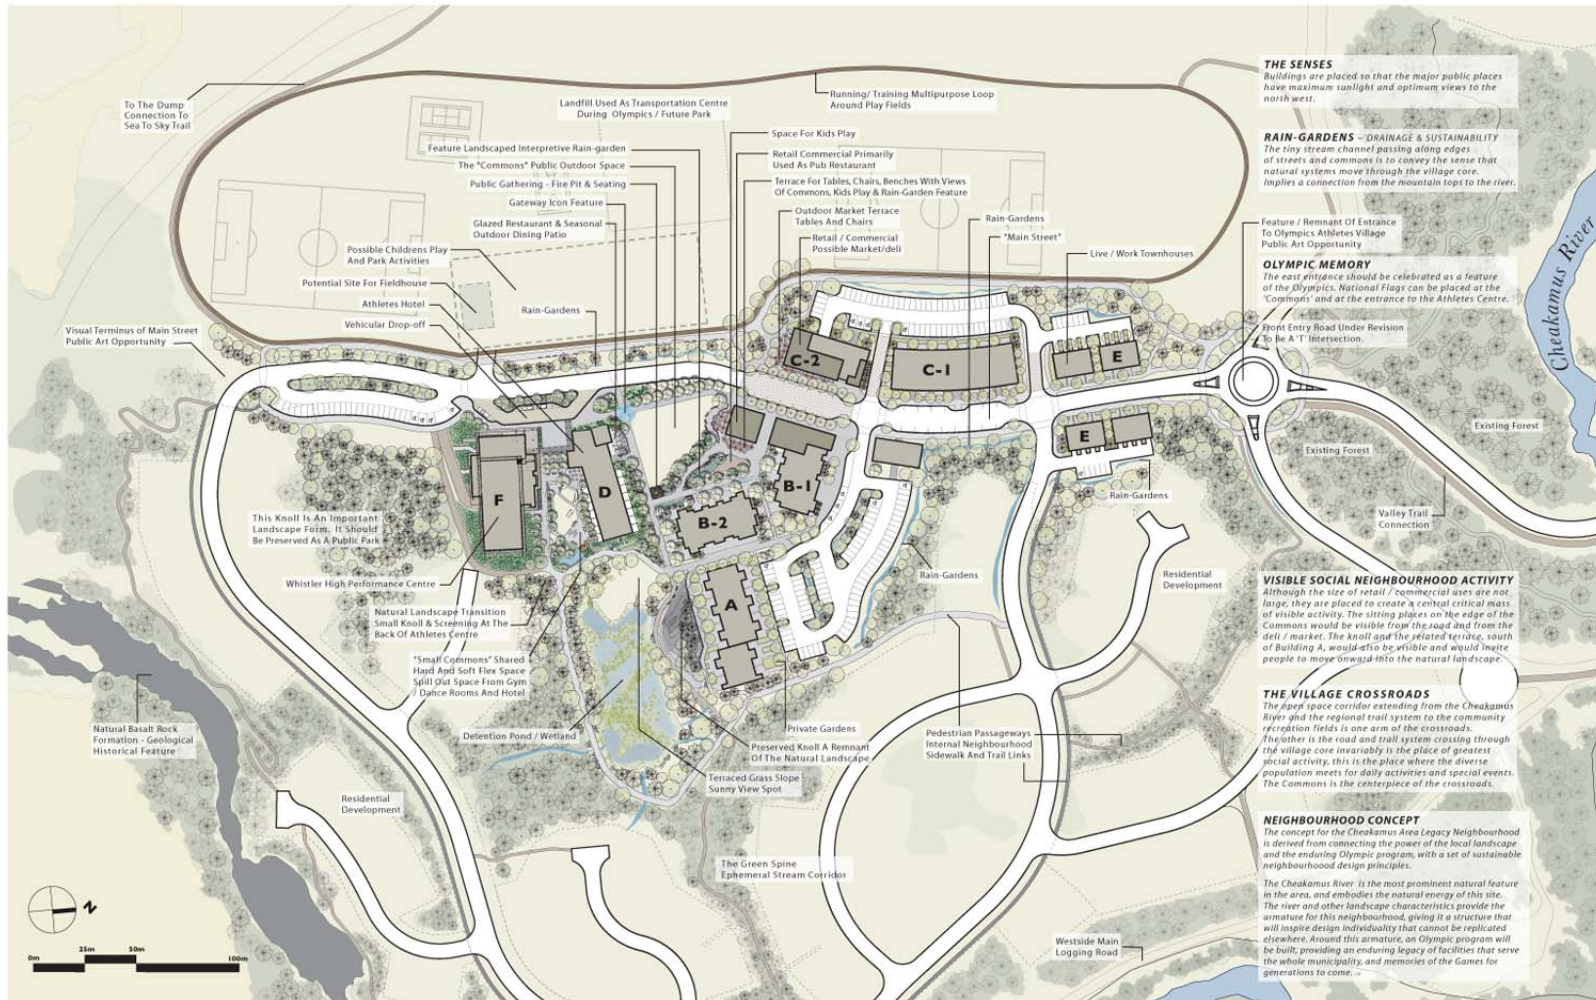 To The Dump
Connection To
Sea To Sky Trail
Landfill Used As Transportation Centre
During Olympics / Future Park
Running/ Training Multipurpose Loop
Around Play Fields
Feature Landscaped Interpretive Rain-garden
The "Commons" Public Outdoor Space
Public Gathering - Fire Pit & Seating
Gateway Icon Feature
Glazed Restaurant & Seasonal
Outdoor Dining Patio
Possible Childrens Play
And Park Activities
Potential Site For Fieldhouse
Athletes Hotel
Vehicular Drop-off
Rain-Gardens
Visual Terminus of Main Street
Public Art Opportunity
Space For Kids Play
Retail Commercial Primarily
Used As Pub Restaurant
Terrace For Tables, Chairs, Benches With Views
Of Commons, Kids Play & Rain-Garden Feature
Outdoor Market Terrace
Tables And Chairs
Retail / Commercial
Possible Market/deli
Rain-Gardens
"Main Street"
Live / Work Townhouses
THE SENSES
Buildings are placed so that the major public places
have maximum sunlight and optimum views to the
north west.
RAIN-GARDENS – DRAINAGE & SUSTAINABILITY
The tiny stream channel passing along edges
of streets and commons is to convey the sense that
natural systems move through the village core.
Implies a connection from the mountain tops to the river.
Feature / Remnant Of Entrance
To Olympics Athletes Village
Public Art Opportunity
OLYMPIC MEMORY
The east entrance should be celebrated as a feature
of the Olympics. National Flags can be placed at the
'Commons' and at the entrance to the Athletes Centre.
Front Entry Road Under Revision
To Be A 'T' Intersection.
Cheakamus River
C-2
C-1
E
E
F
D
B-1
B-2
A
Existing Forest
Existing Forest
Rain-Gardens
Valley Trail
Connection
This Knoll Is An Important
Landscape Form. It Should
Be Preserved As A Public Park
Whistler High Performance Centre
Natural Landscape Transition
Small Knoll & Screening At The
Back Of Athletes Centre
"Small Commons" Shared
Hard And Soft Flex Space
Spill Out Space From Gym
/ Dance Rooms And Hotel
Rain-Gardens
Residential
Development
Natural Basalt Rock
Formation - Geological
Historical Feature
Detention Pond / Wetland
Private Gardens
Preserved Knoll A Remnant
Of The Natural Landscape
Terraced Grass Slope
Sunny View Spot
Pedestrian Passageways
Internal Neighbourhood
Sidewalk And Trail Links
Residential
Development
The Green Spine
Ephemeral Stream Corridor
Westside Main
Logging Road
VISIBLE SOCIAL NEIGHBOURHOOD ACTIVITY
Although the size of retail / commercial uses are not
large, they are placed to create a central critical mass
of visible activity. The sitting places on the edge of the
Commons would be visible from the road and from the
deli / market. The knoll and the related terrace, south
of Building A, would also be visible and would invite
people to move onward into the natural landscape.
THE VILLAGE CROSSROADS
The open space corridor extending from the Cheakamus
River and the regional trail system to the community
recreation fields is one arm of the crossroads.
The other is the road and trail system crossing through
the village core invariably is the place of greatest
social activity, this is the place where the diverse
population meets for daily activities and special events.
The Commons is the centerpiece of the crossroads.
NEIGHBOURHOOD CONCEPT
The concept for the Cheakamus Area Legacy Neighbourhood
is derived from connecting the power of the local landscape
and the enduring Olympic program, with a set of sustainable
neighbourhoood design principles.
The Cheakamus River is the most prominent natural feature
in the area, and embodies the natural energy of this site.
The river and other landscape characteristics provide the
armature for this neighbourhood, giving it a structure that
will inspire design individuality that cannot be replicated
elsewhere. Around this armature, an Olympic program will
be built, providing an enduring legacy of facilities that serve
the whole municipality, and memories of the Games for
generations to come.
N
0m 25m 50m 100m